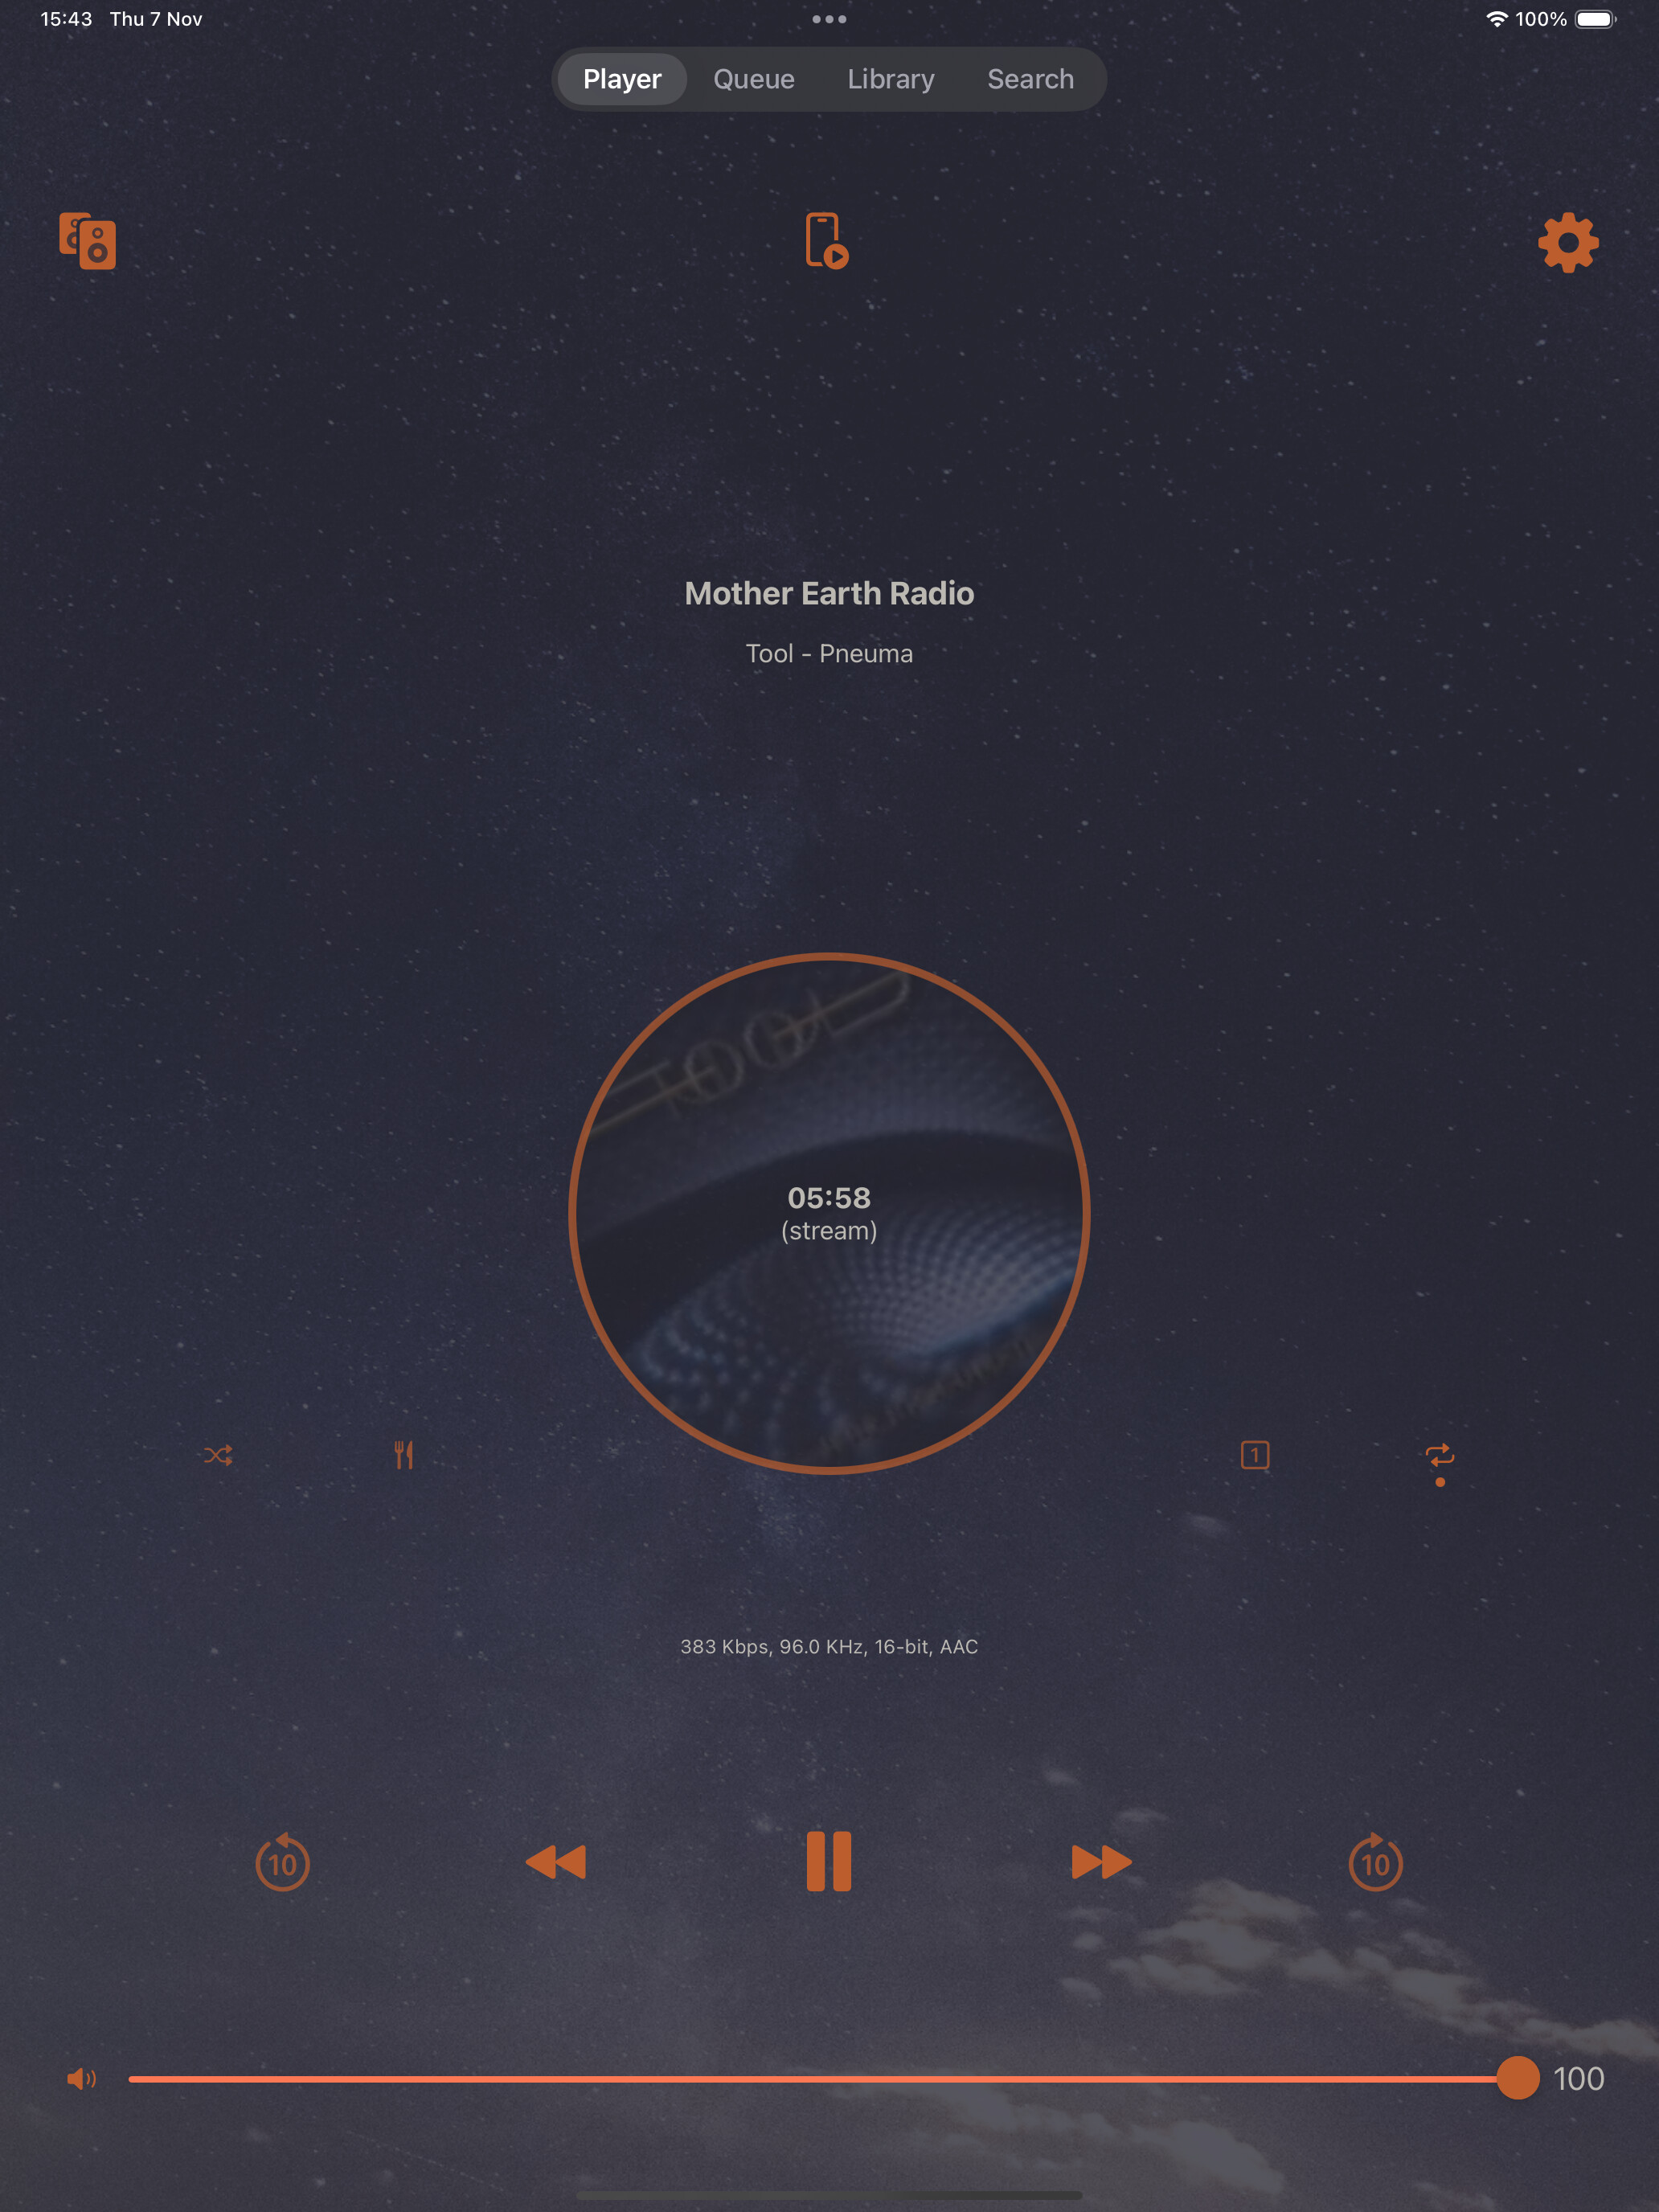 15:43 Thu 7 Nov
100%
Player Queue Library Search
Mother Earth Radio
Tool - Pneuma
TOOL
05:58
(stream)
1
383 Kbps, 96.0 KHz, 16-bit, AAC
10 10
100